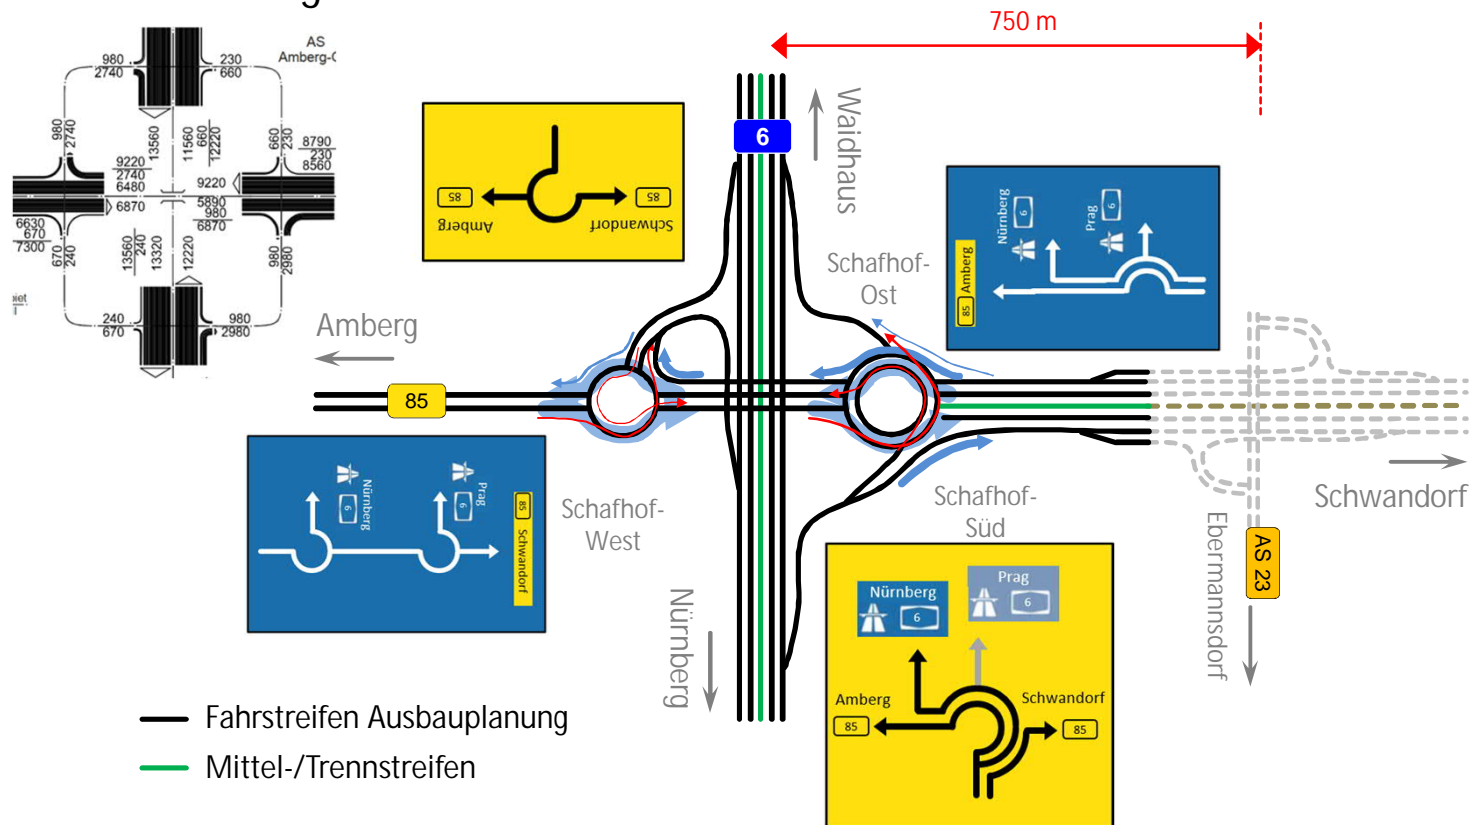 750 m
AS
Amberg-
980
2740
230
660
980
2740
13560
11560
660
12220
660
230
8790
230
8560
9220
2740
6480
9220
6870
5890
980
6870
6630
670
7300
670
240
13560
240
13320
12220
980
2980
240
670
980
2980
6
Waidhaus
85
Amberg
85
Schwandorf
Nürnberg
6
Prag
6
85 Amberg
Schafhof-
Ost
Amberg
85
Nürnberg
6
Prag
6
85 Schwandorf
Schafhof-
West
Schafhof-
Süd
Schwandorf
Ebermannsdorf
AS 23
Nürnberg
Nürnberg
6
Prag
6
Amberg
85
Schwandorf
85
Fahrstreifen Ausbauplanung
Mittel-/Trennstreifen